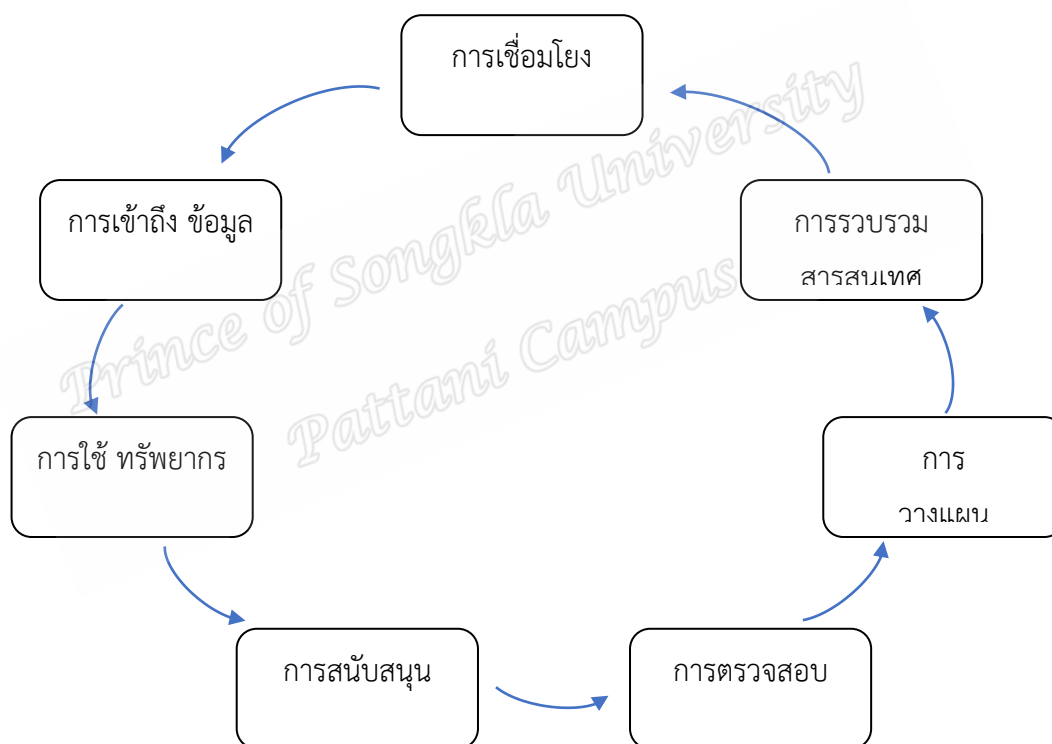 การเชื่อมโยง
การเข้าถึง ข้อมูล
การรวบรวม
สารสนเทศ
การใช้ ทรัพยากร
การ
วางแผน
การสนับสนุน
การตรวจสอบ
Prince of Songkla University
Pattani Campus